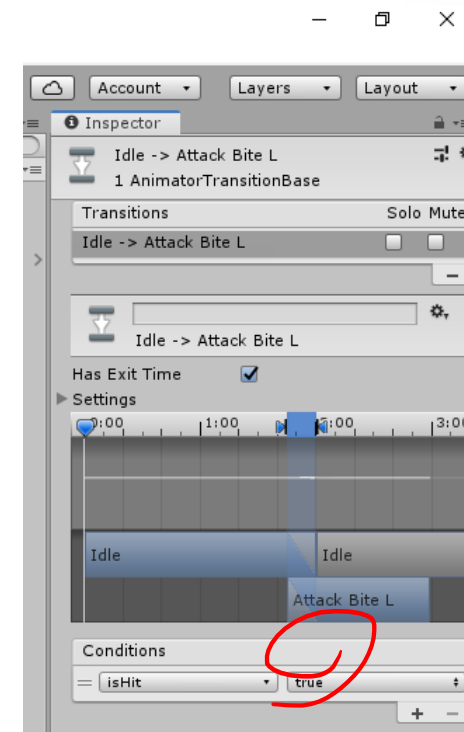 Account Layers Layout
Inspector
Idle -> Attack Bite L
1 AnimatorTransitionBase
Transitions Solo Mute
Idle -> Attack Bite L
Idle -> Attack Bite L
Has Exit Time
Settings
0:00 1:00 2:00 3:00
Idle Idle
Attack Bite L
Conditions
isHit true